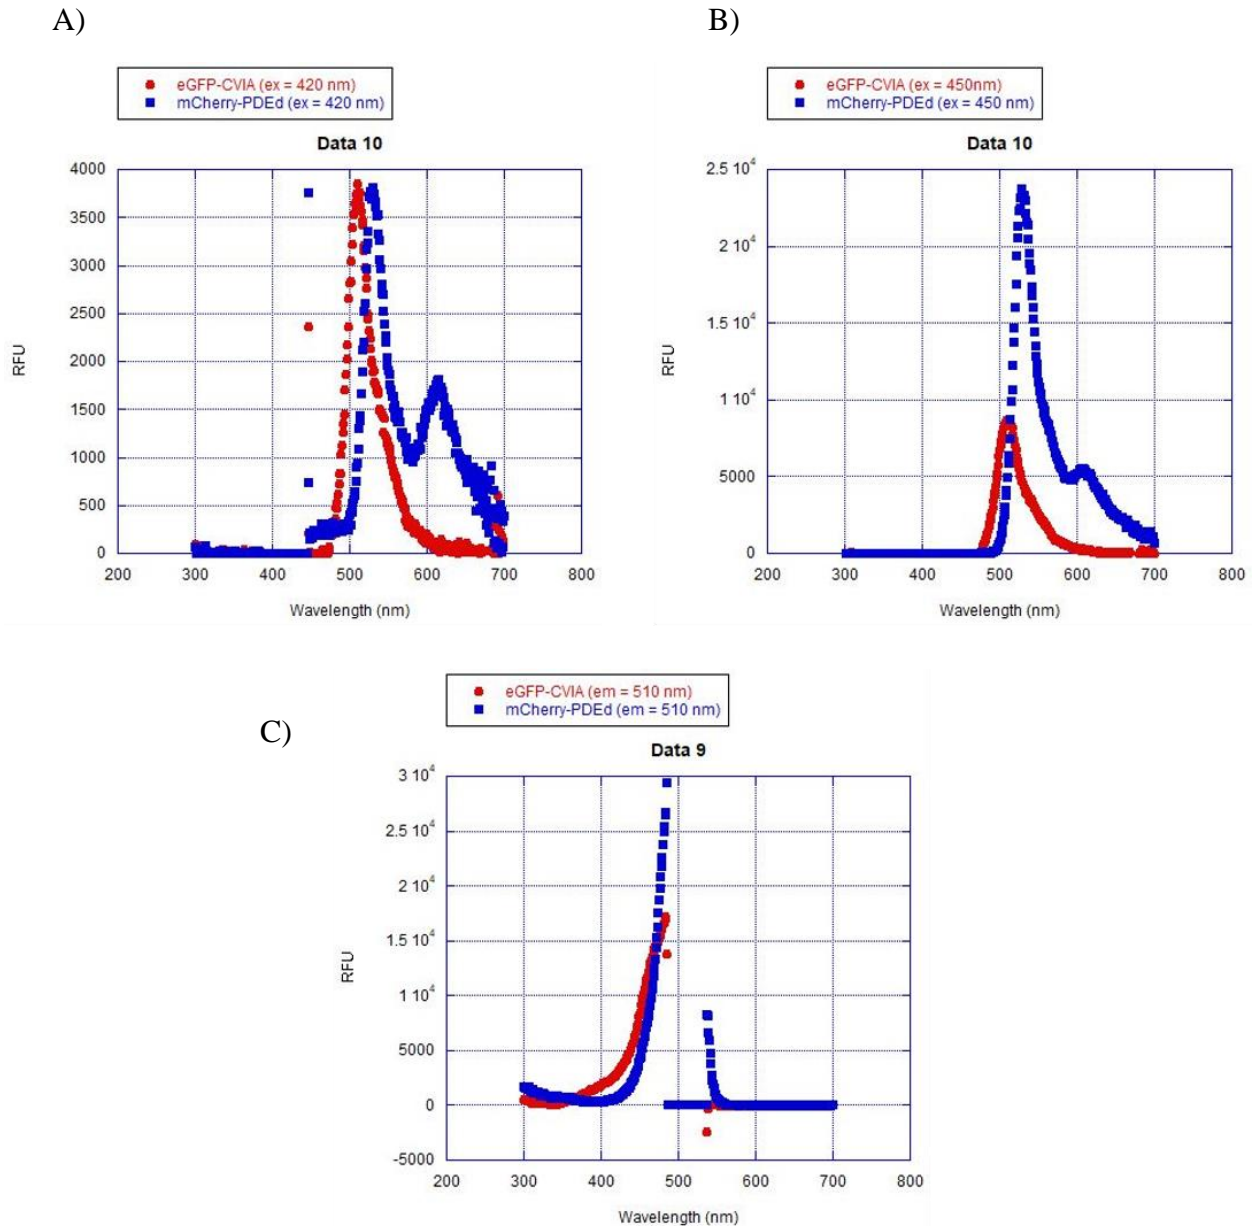 A)
eGFP-CVIA (ex = 420 nm)
mCherry-PDEd (ex = 420 nm)
Data 10
4000
3500
3000
2500
2000
1500
1000
500
0
RFU
200 300 400 500 600 700 800
Wavelength (nm)
B)
eGFP-CVIA (ex = 450nm)
mCherry-PDEd (ex = 450 nm)
Data 10
2.5 10⁴
2 10⁴
1.5 10⁴
1 10⁴
5000
0
RFU
200 300 400 500 600 700 800
Wavelength (nm)
C)
eGFP-CVIA (em = 510 nm)
mCherry-PDEd (em = 510 nm)
Data 9
3 10⁴
2.5 10⁴
2 10⁴
1.5 10⁴
1 10⁴
5000
0
-5000
RFU
200 300 400 500 600 700 800
Wavelength (nm)